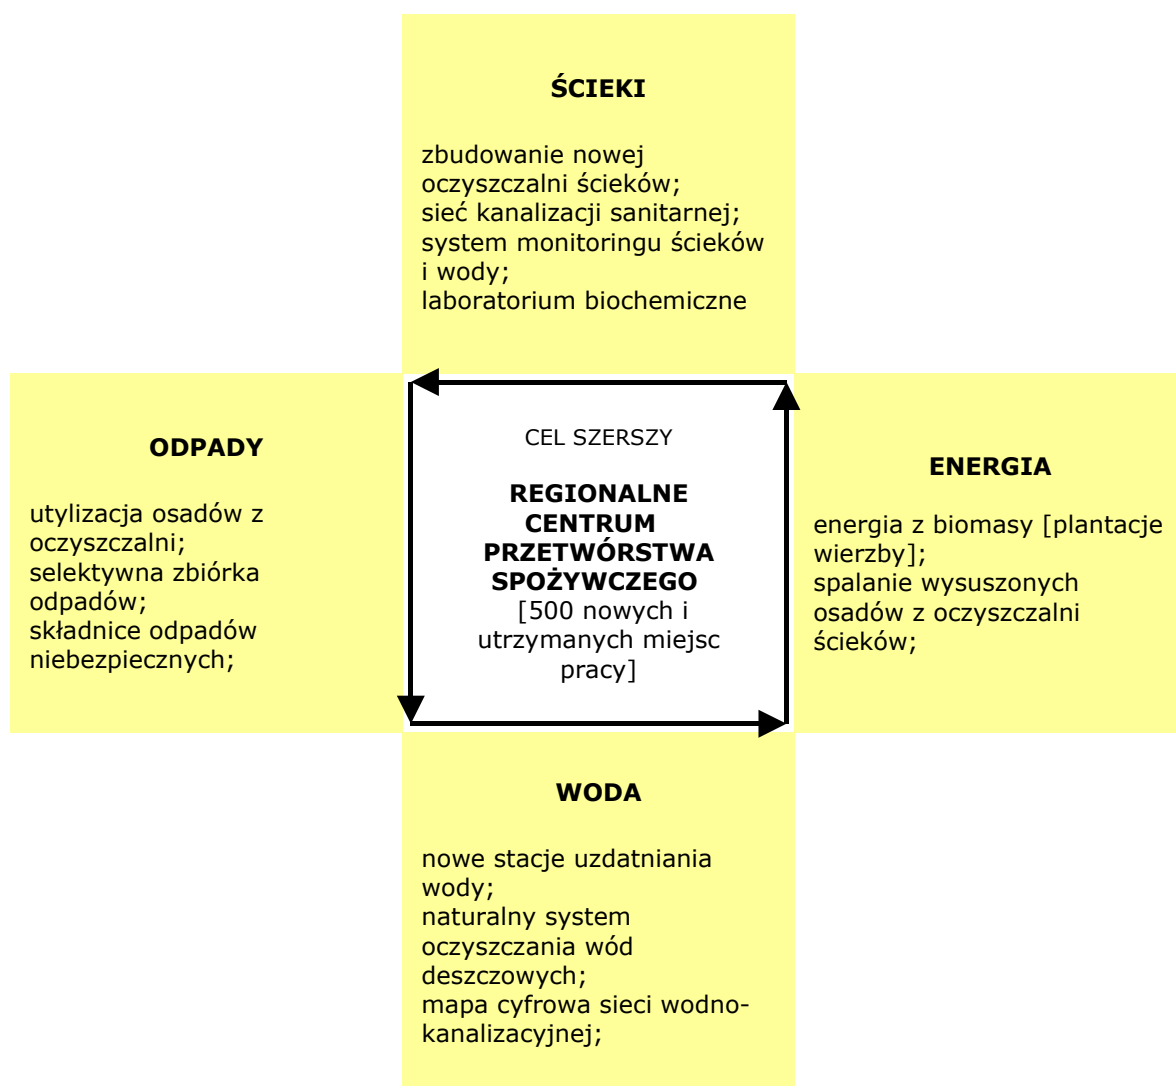 ŚCIEKI
zbudowanie nowej
oczyszczalni ścieków;
sieć kanalizacji sanitarnej;
system monitoringu ścieków
i wody;
laboratorium biochemiczne
ODPADY
utylizacja osadów z
oczyszczalni;
selektywna zbiórka
odpadów;
składnice odpadów
niebezpiecznych;
CEL SZERSZY
REGIONALNE
CENTRUM
PRZETWÓRSTWA
SPOŻYWCZEGO
[500 nowych i
utrzymanych miejsc
pracy]
ENERGIA
energia z biomasy [plantacje
wierzby];
spalanie wysuszonych
osadów z oczyszczalni
ścieków;
WODA
nowe stacje uzdatniania
wody;
naturalny system
oczyszczania wód
deszczowych;
mapa cyfrowa sieci wodno-
kanalizacyjnej;